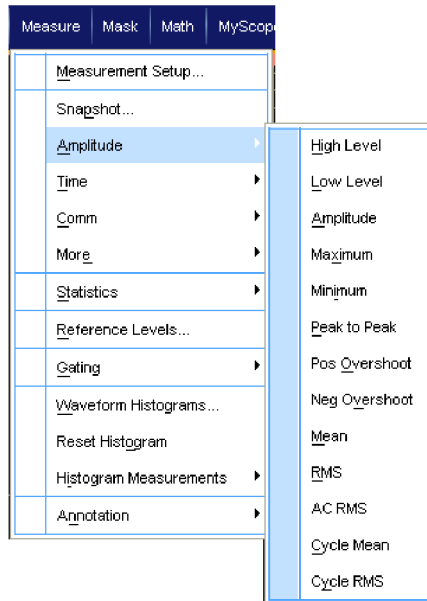 Measure Mask Math MyScop
Measurement Setup...
Snapshot...
Amplitude
Time
Comm
More
Statistics
Reference Levels...
Gating
Waveform Histograms...
Reset Histogram
Histogram Measurements
Annotation
High Level
Low Level
Amplitude
Maximum
Minimum
Peak to Peak
Pos Overshoot
Neg Overshoot
Mean
RMS
AC RMS
Cycle Mean
Cycle RMS